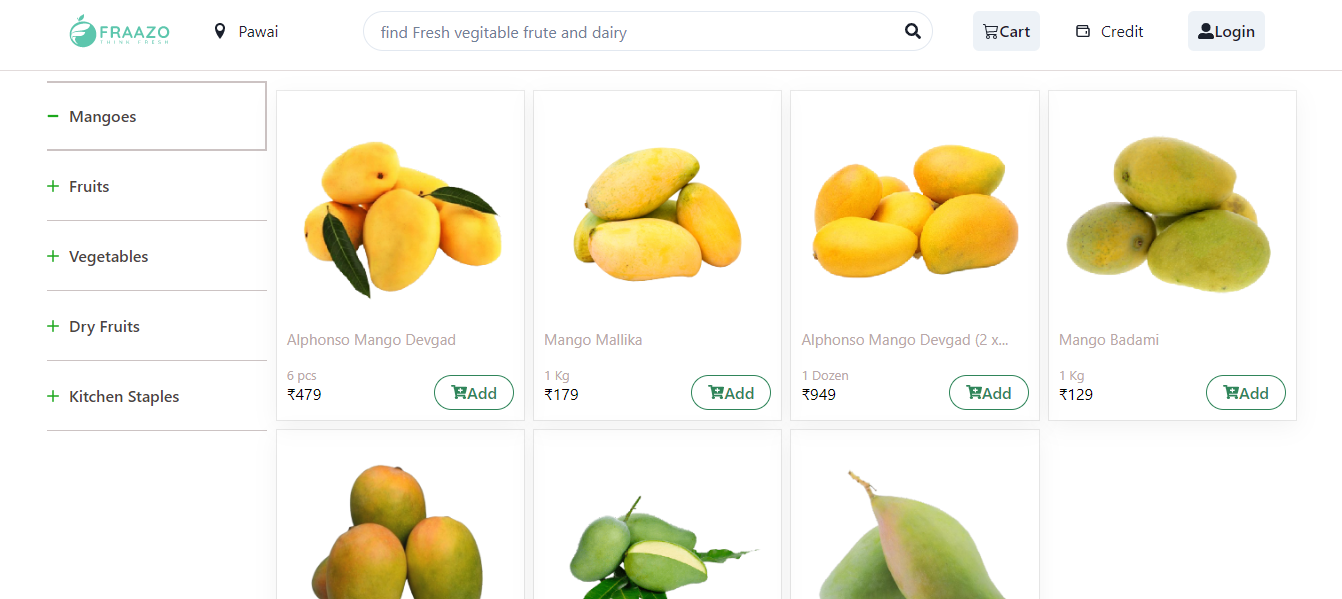 FRAAZO
THINK FRESH
Pawai
find Fresh vegitable frute and dairy
Cart
Credit
Login
Mangoes
Fruits
Vegetables
Dry Fruits
Kitchen Staples
Alphonso Mango Devgad
6 pcs
₹479
Add
Mango Mallika
1 Kg
₹179
Add
Alphonso Mango Devgad (2 x...
1 Dozen
₹949
Add
Mango Badami
1 Kg
₹129
Add